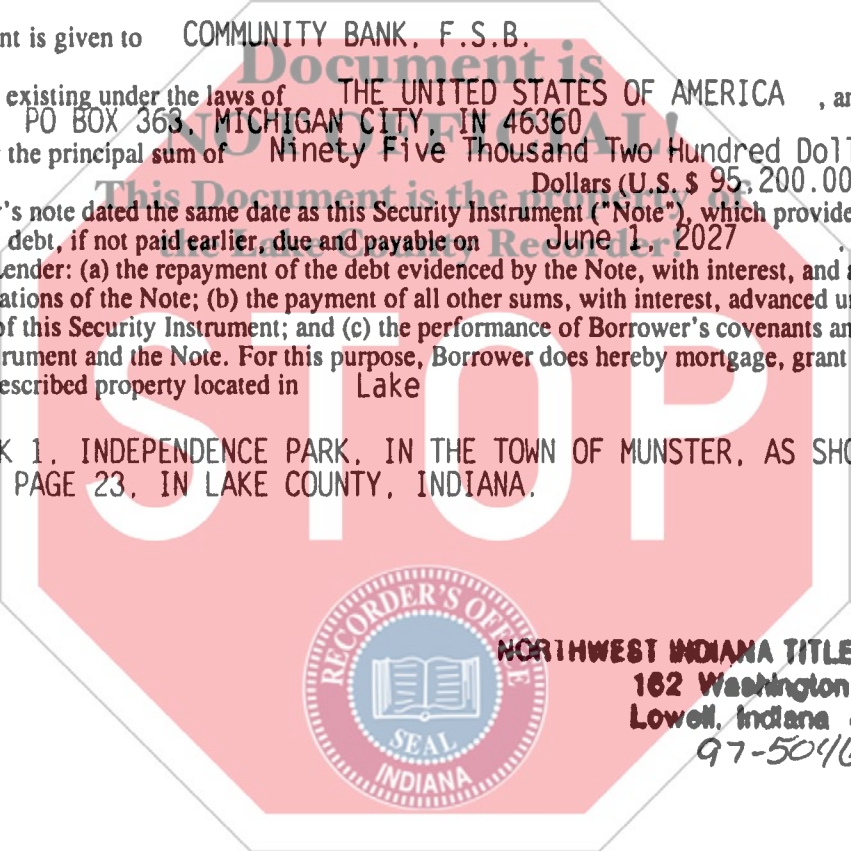 nt is given to COMMUNITY BANK, F.S.B.
Document is
existing under the laws of THE UNITED STATES OF AMERICA , an
PO BOX 363, MICHIGAN CITY, IN 46360
NOT OFFICIAL!
the principal sum of Ninety Five Thousand Two Hundred Doll
Dollars (U.S. $ 95,200.00
This Document is the property of
r's note dated the same date as this Security Instrument ("Note"), which provide
debt, if not paid earlier, due and payable on June 1, 2027 .
the Lake County Recorder!
ender: (a) the repayment of the debt evidenced by the Note, with interest, and a
ations of the Note; (b) the payment of all other sums, with interest, advanced u
of this Security Instrument; and (c) the performance of Borrower's covenants an
rument and the Note. For this purpose, Borrower does hereby mortgage, grant
escribed property located in Lake
K 1, INDEPENDENCE PARK, IN THE TOWN OF MUNSTER, AS SHO
PAGE 23, IN LAKE COUNTY, INDIANA.
STOP
RECORDER'S OFFICE
SEAL
INDIANA
NORTHWEST INDIANA TITLE
162 Washington
Lowell, Indiana
97-504